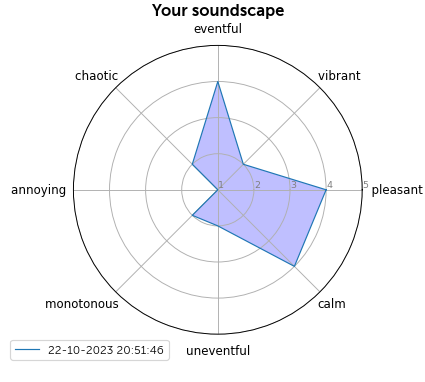 Your soundscape
eventful
chaotic
vibrant
annoying
1
2
3
4
5
pleasant
monotonous
calm
22-10-2023 20:51:46
uneventful